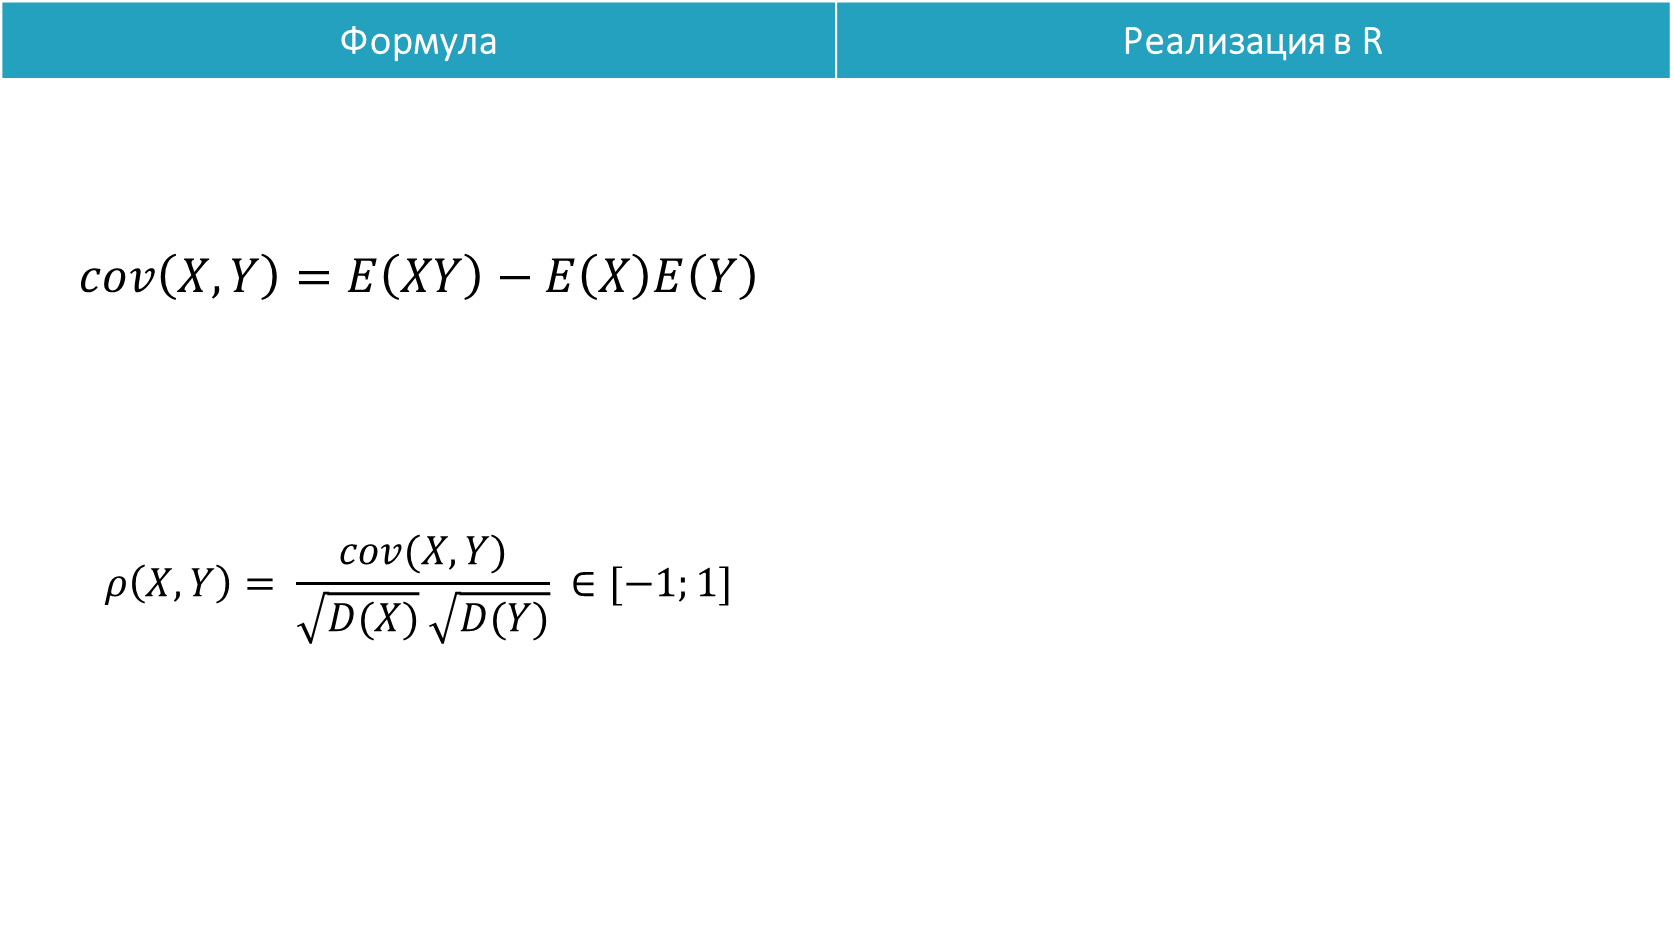 Формула
Реализация в R
cov(X, Y) = E(XY) − E(X)E(Y)
ρ(X, Y) = cov(X, Y) / √D(X) √D(Y) ∈ [−1; 1]